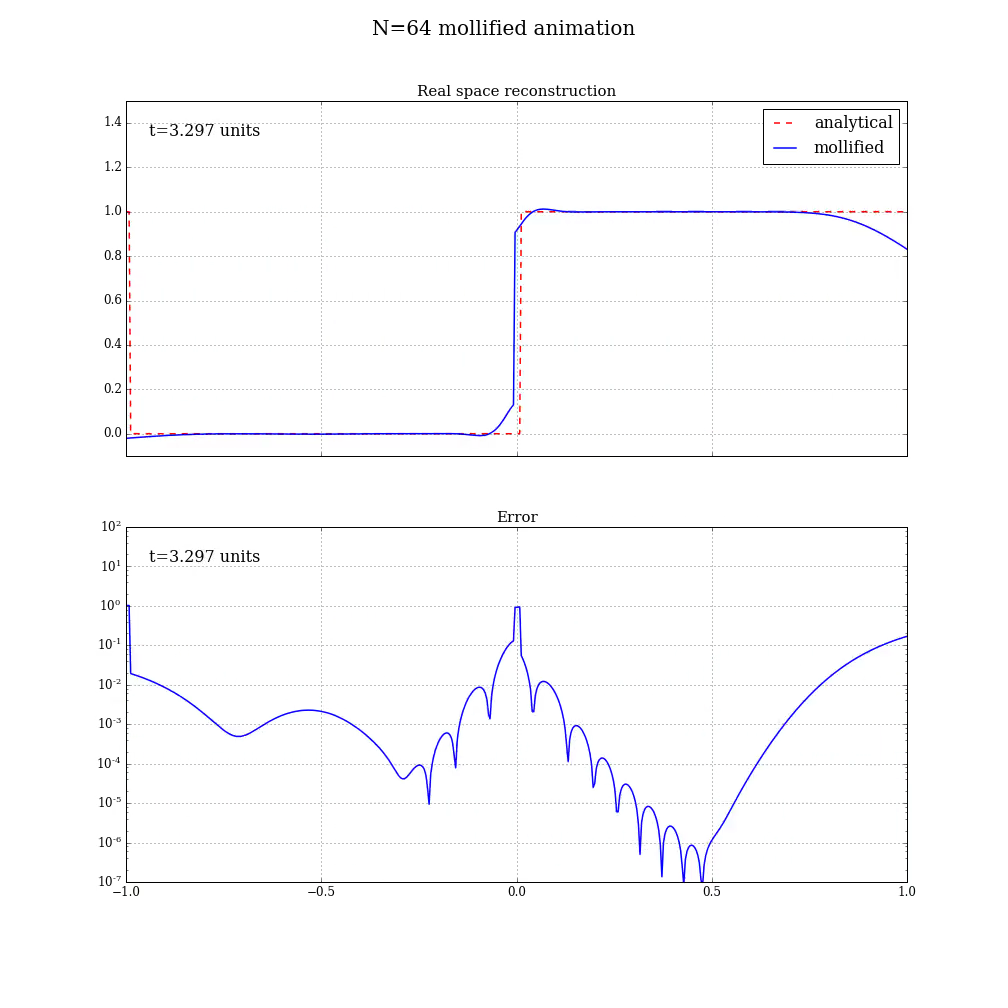 N=64 mollified animation
Real space reconstruction
t=3.297 units
analytical
mollified
1.4
1.2
1.0
0.8
0.6
0.4
0.2
0.0
Error
t=3.297 units
10²
10¹
10⁰
10⁻¹
10⁻²
10⁻³
10⁻⁴
10⁻⁵
10⁻⁶
10⁻⁷
−1.0 −0.5 0.0 0.5 1.0